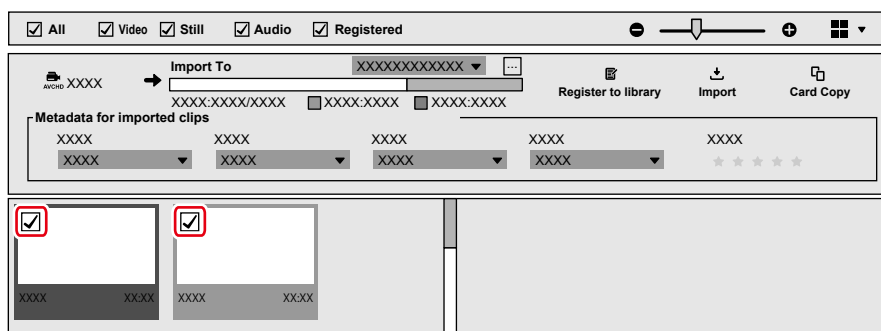 All Video Still Audio Registered
Import To XXXXXXXXXXXX ...
AVCHD XXXX
Register to library Import Card Copy
XXXX:XXXX/XXXX XXXX:XXXX XXXX:XXXX
Metadata for imported clips
XXXX XXXX XXXX XXXX XXXX
XXXX XXXX XXXX XXXX
XXXX XX:XX XXXX XX:XX